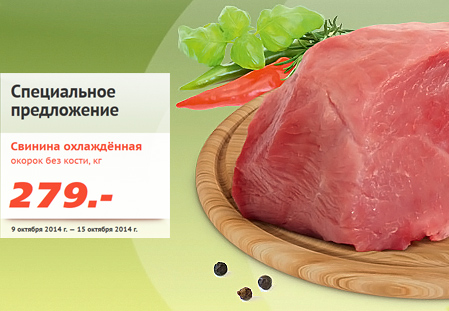 Специальное
предложение
Свинина охлаждённая
окорок без кости, кг
279.-
9 октября 2014 г. — 15 октября 2014 г.